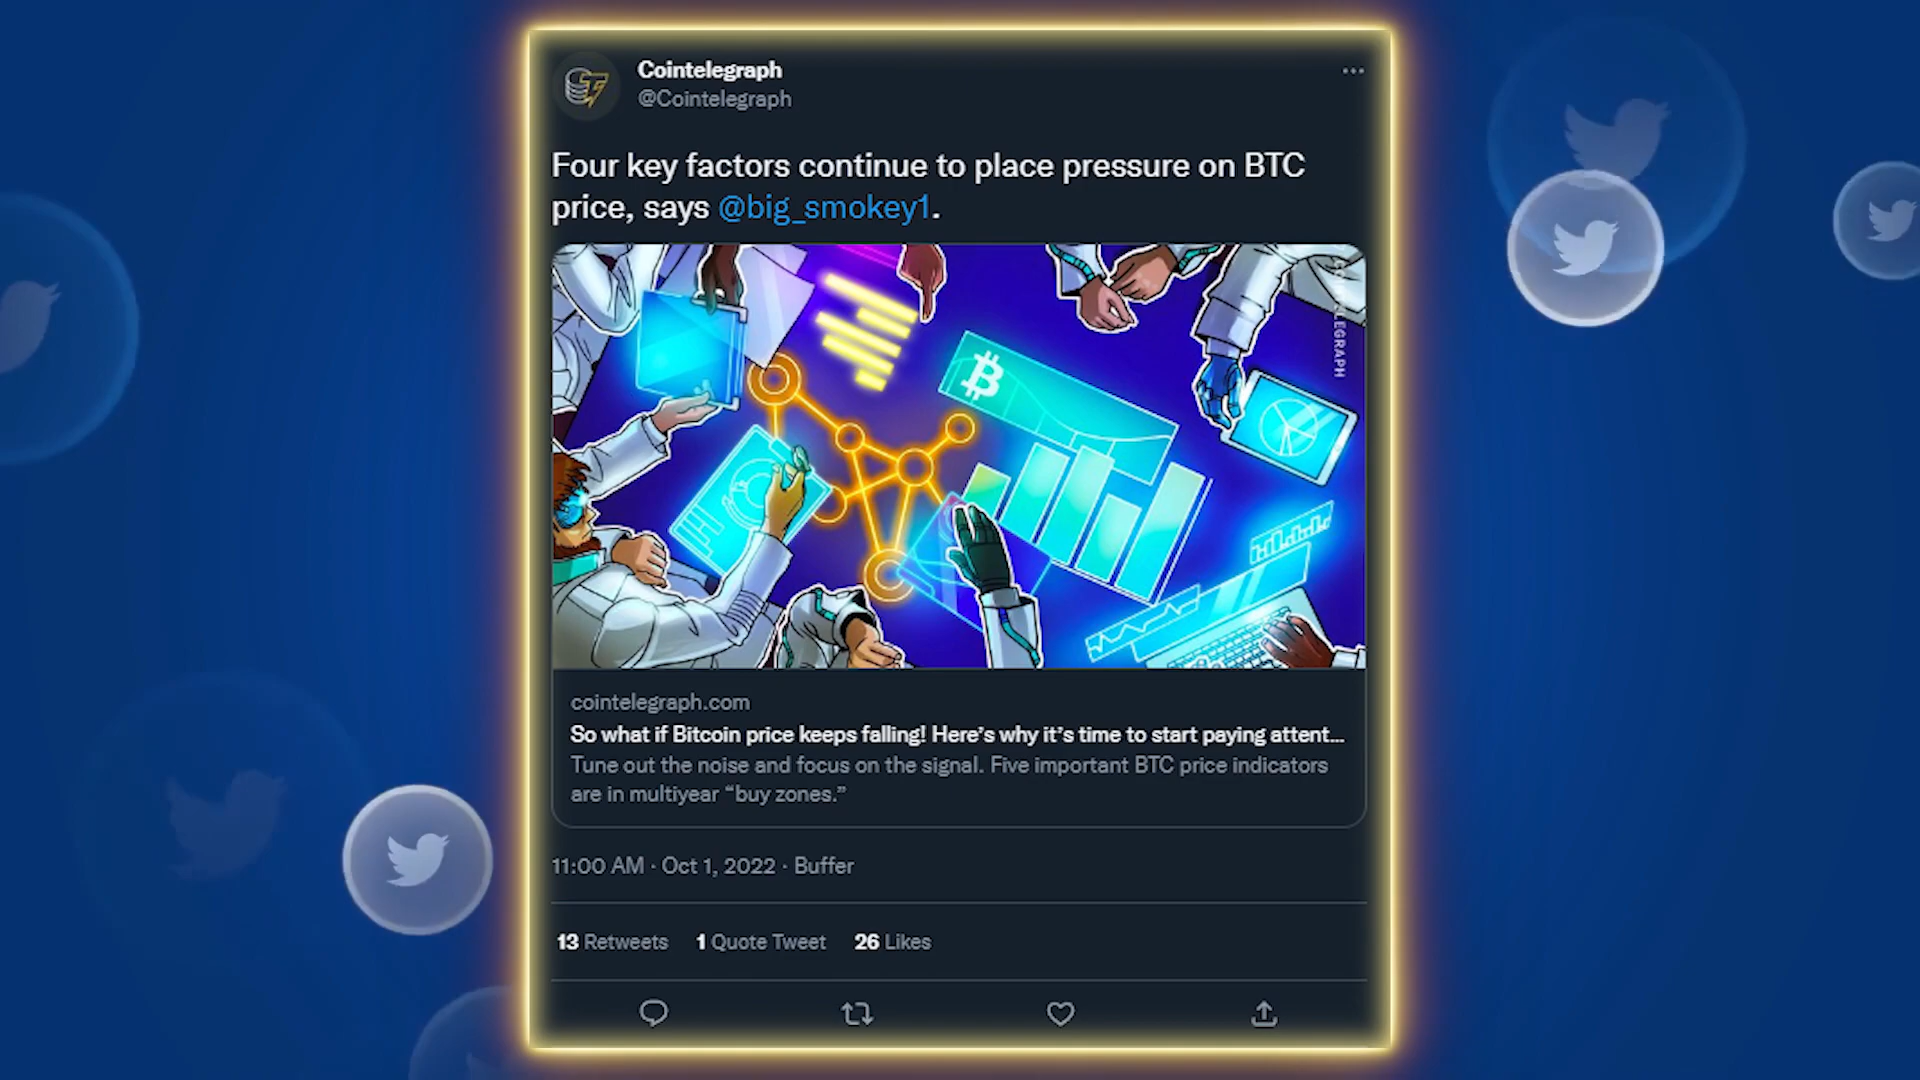 Cointelegraph
@Cointelegraph
Four key factors continue to place pressure on BTC
price, says @big_smokey1.
cointelegraph.com
So what if Bitcoin price keeps falling! Here's why it's time to start paying attent...
Tune out the noise and focus on the signal. Five important BTC price indicators
are in multiyear “buy zones.”
11:00 AM · Oct 1, 2022 · Buffer
13 Retweets 1 Quote Tweet 26 Likes